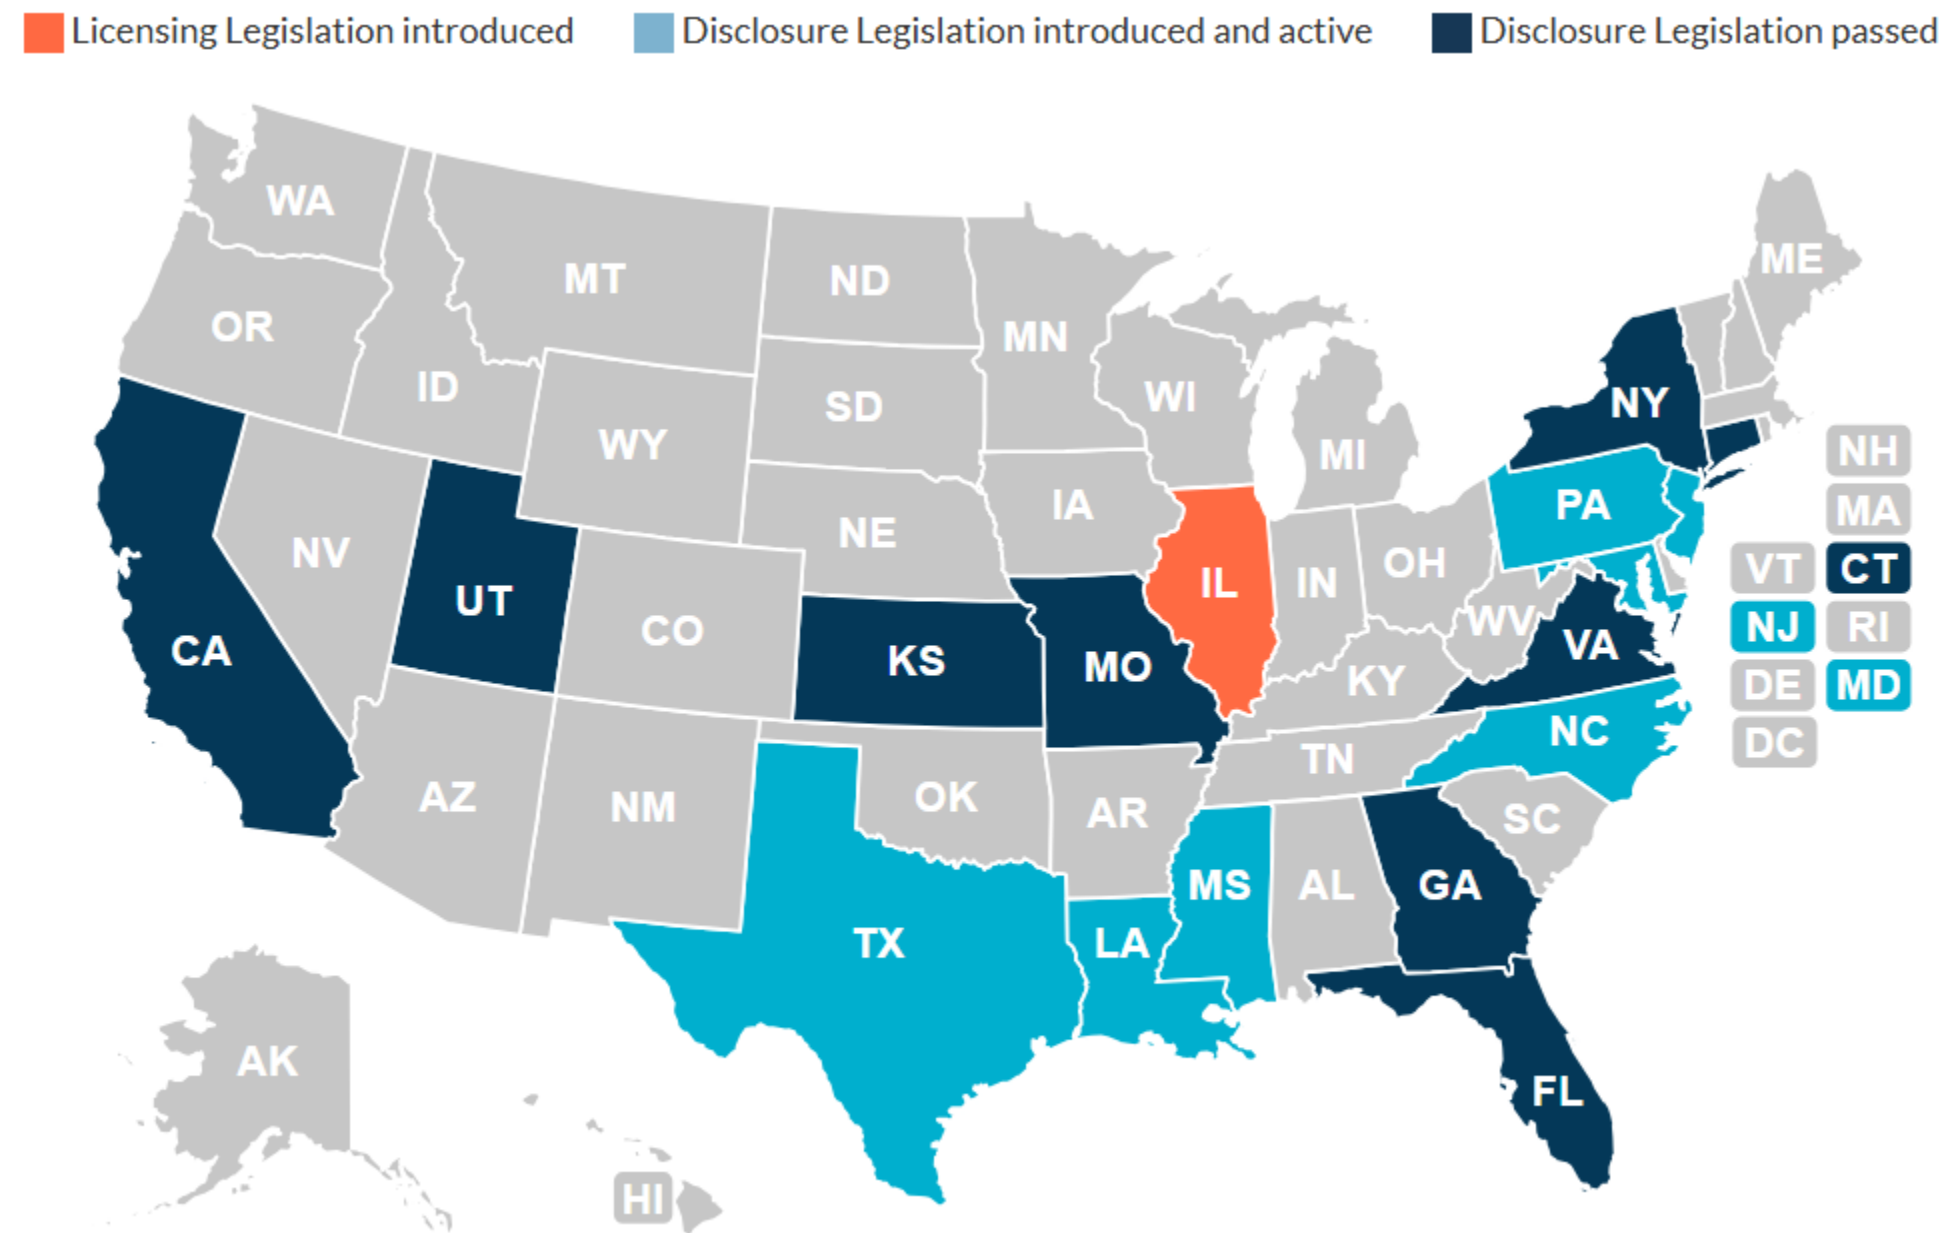 Licensing Legislation introduced
Disclosure Legislation introduced and active
Disclosure Legislation passed
WA
OR
ID
MT
ND
MN
SD
WY
WI
MI
NY
ME
CA
NV
UT
CO
NE
IA
IL
IN
OH
PA
NH
MA
VT
CT
NJ
RI
DE
MD
DC
KS
MO
KY
WV
VA
NC
TN
SC
AZ
NM
OK
AR
TX
LA
MS
AL
GA
FL
AK
HI